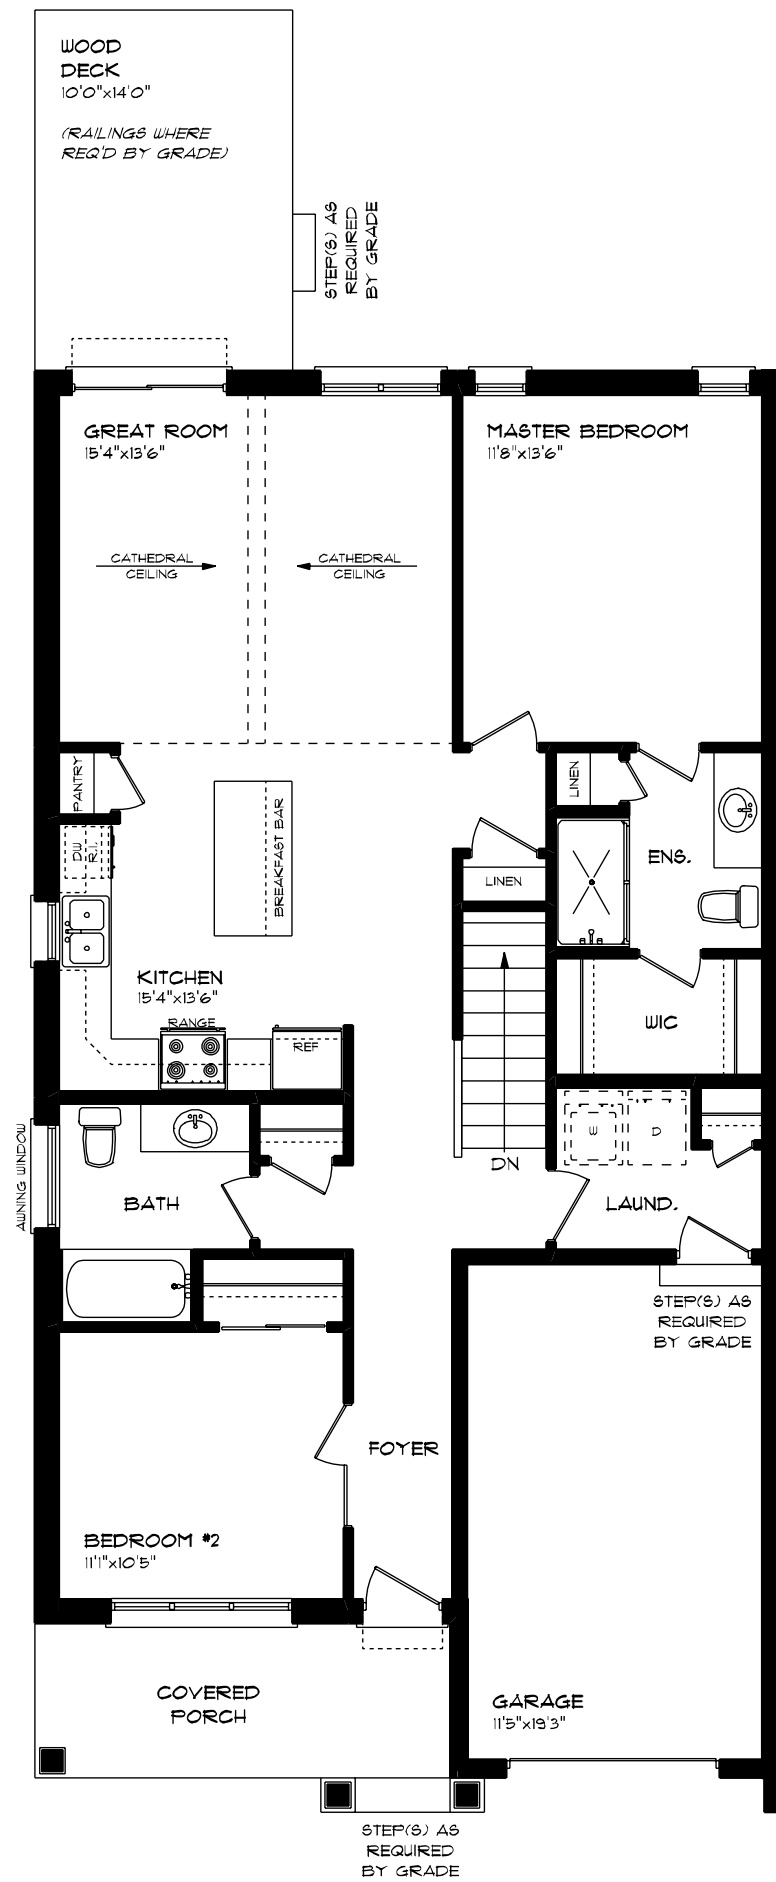 WOOD
DECK
10'0"x14'0"
(RAILINGS WHERE
REQ'D BY GRADE)
STEP(S) AS
REQUIRED
BY GRADE
GREAT ROOM
15'4"x13'6"
MASTER BEDROOM
11'8"x13'6"
CATHEDRAL
CEILING
CATHEDRAL
CEILING
PANTRY
LINEN
DW
R.I.
BREAKFAST BAR
ENS.
LINEN
KITCHEN
15'4"x13'6"
RANGE
REF
WIC
AWNING WINDOW
W
D
DN
BATH
LAUND.
STEP(S) AS
REQUIRED
BY GRADE
FOYER
BEDROOM #2
11'1"x10'5"
COVERED
PORCH
GARAGE
11'5"x19'3"
STEP(S) AS
REQUIRED
BY GRADE